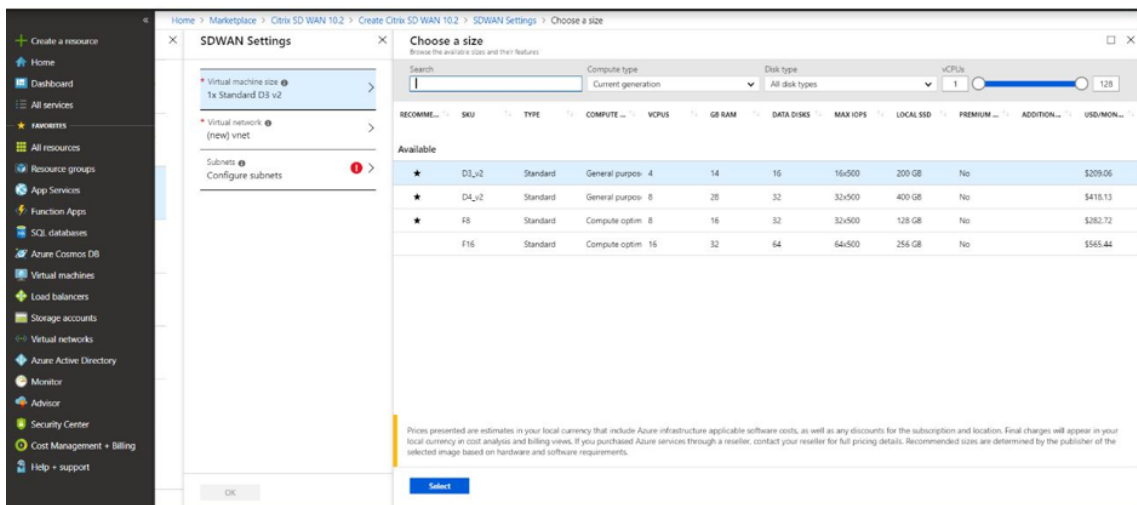 Home > Marketplace > Citrix SD WAN 10.2 > Create Citrix SD WAN 10.2 > SDWAN Settings > Choose a size
Create a resource
Home
Dashboard
All services
FAVORITES
All resources
Resource groups
App Services
Function Apps
SQL databases
Azure Cosmos DB
Virtual machines
Load balancers
Storage accounts
Virtual networks
Azure Active Directory
Monitor
Advisor
Security Center
Cost Management + Billing
Help + support
SDWAN Settings
* Virtual machine size
1x Standard D3 v2
* Virtual network
(new) vnet
Subnets
Configure subnets
OK
Choose a size
Browse the available sizes and their features
Search Compute type Disk type vCPUs
Current generation All disk types 1 128
RECOMME... SKU TYPE COMPUTE ... VCPUS GB RAM DATA DISKS MAX IOPS LOCAL SSD PREMIUM ... ADDITION... USD/MON...
Available
★ D3_v2 Standard General purpos 4 14 16 16x500 200 GB No $209.06
★ D4_v2 Standard General purpos 8 28 32 32x500 400 GB No $418.13
★ F8 Standard Compute optim 8 16 32 32x500 128 GB No $282.72
F16 Standard Compute optim 16 32 64 64x500 256 GB No $565.44
Prices presented are estimates in your local currency that include Azure infrastructure applicable software costs, as well as any discounts for the subscription and location. Final charges will appear in your
local currency in cost analysis and billing views. If you purchased Azure services through a reseller, contact your reseller for full pricing details. Recommended sizes are determined by the publisher of the
selected image based on hardware and software requirements.
Select